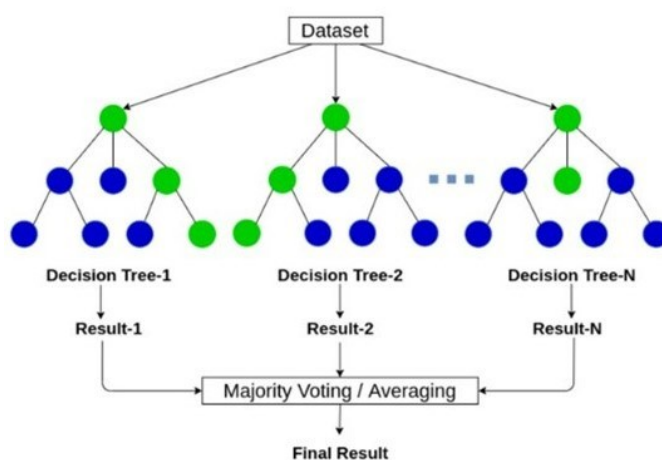 Dataset
Decision Tree-1
Decision Tree-2
Decision Tree-N
Result-1
Result-2
Result-N
Majority Voting / Averaging
Final Result